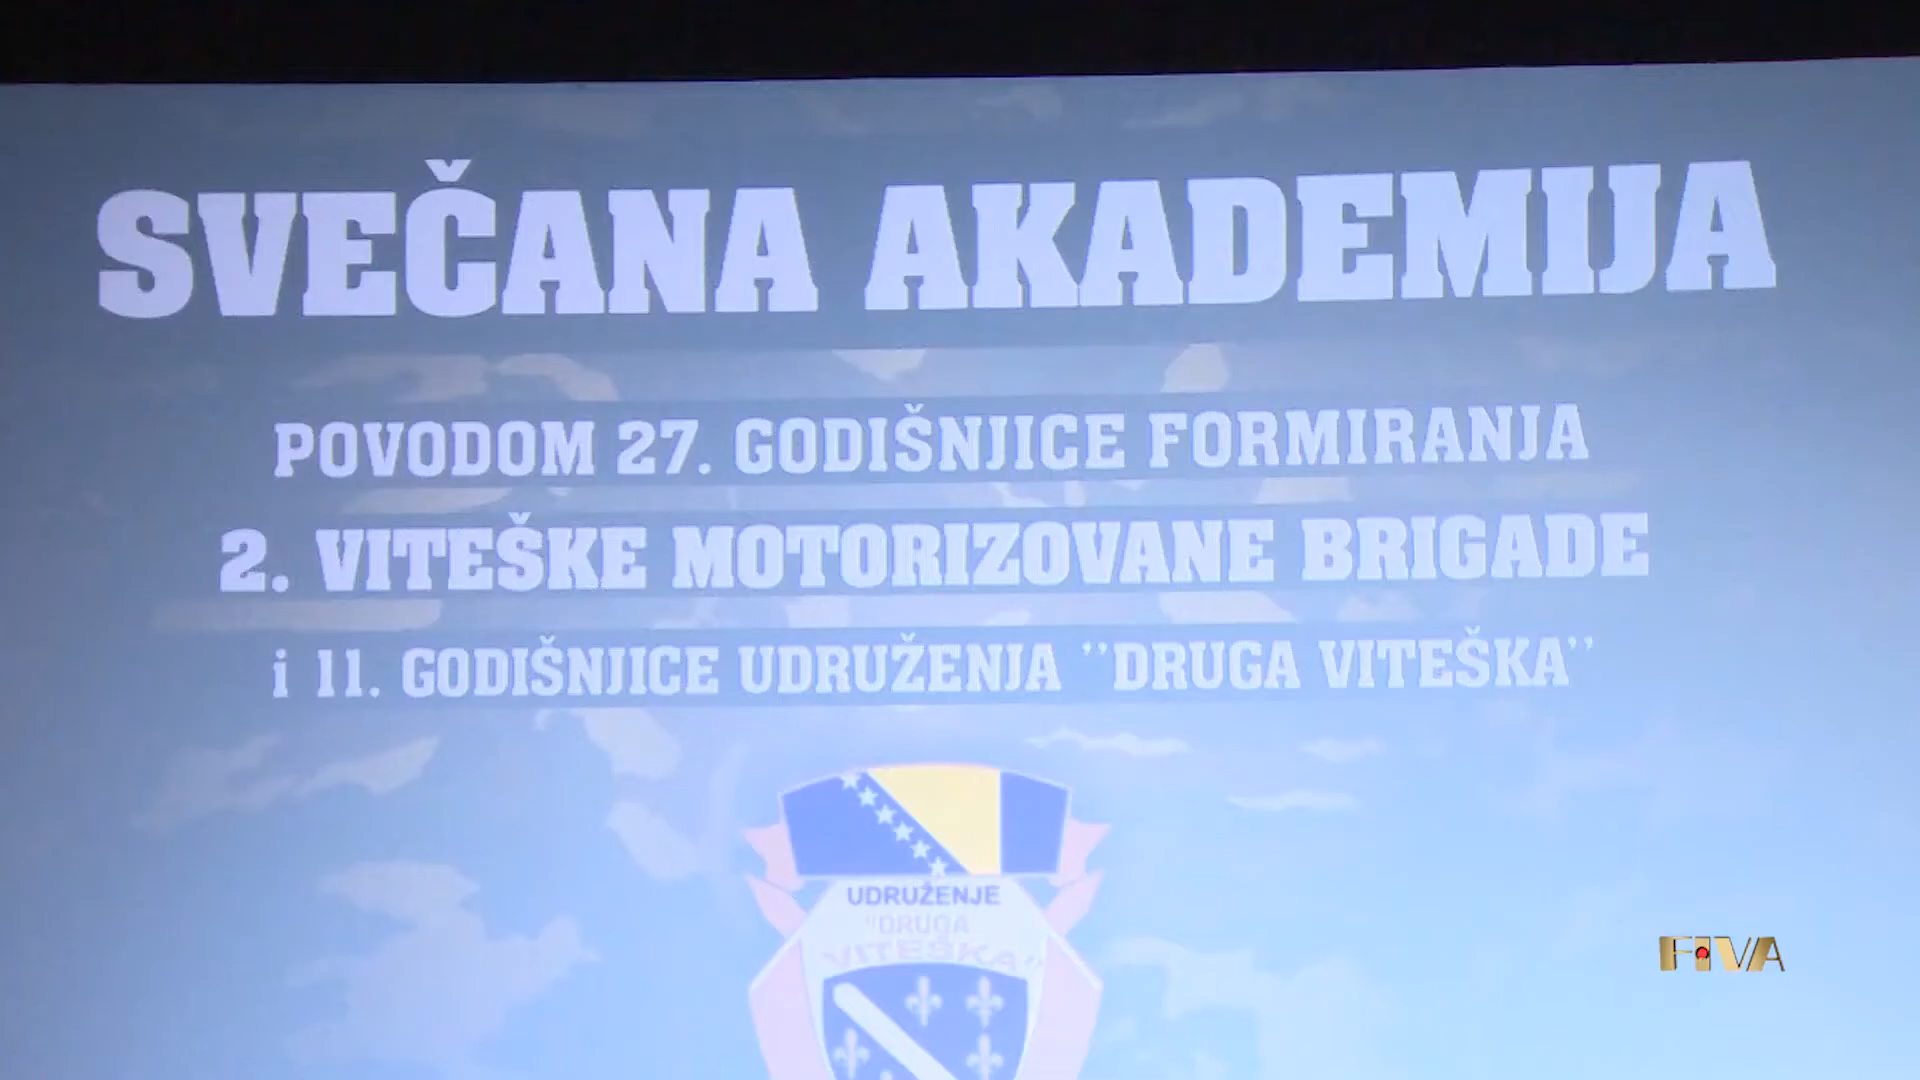 SVEČANA AKADEMIJA
POVODOM 27. GODIŠNJICE FORMIRANJA
2. VITEŠKE MOTORIZOVANE BRIGADE
i 11. GODIŠNJICE UDRUŽENJA ''DRUGA VITEŠKA''
UDRUŽENJE
"DRUGA
VITEŠKA"
FIVA